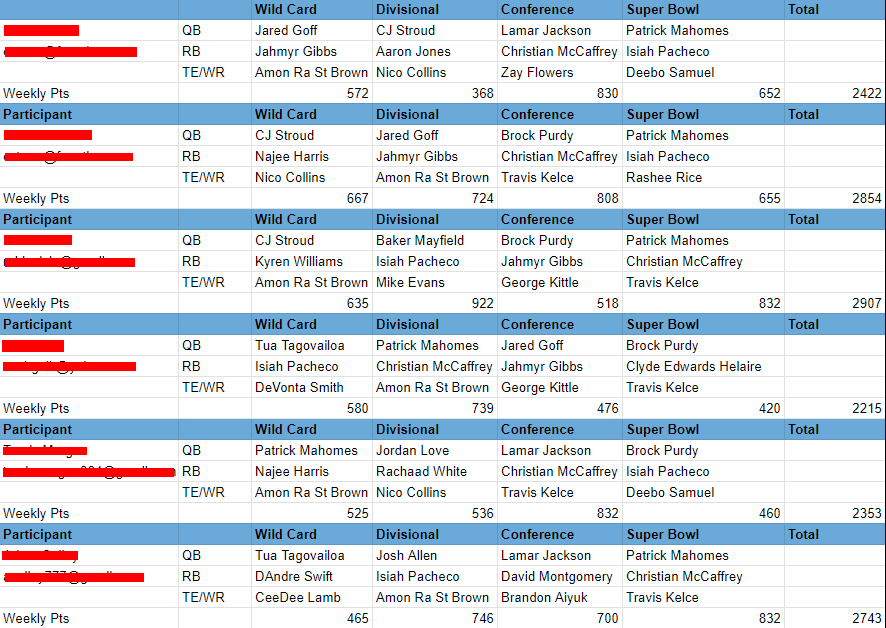 Wild Card Divisional Conference Super Bowl Total
QB Jared Goff CJ Stroud Lamar Jackson Patrick Mahomes
RB Jahmyr Gibbs Aaron Jones Christian McCaffrey Isiah Pacheco
TE/WR Amon Ra St Brown Nico Collins Zay Flowers Deebo Samuel
Weekly Pts 572 368 830 652 2422
Participant Wild Card Divisional Conference Super Bowl Total
QB CJ Stroud Jared Goff Brock Purdy Patrick Mahomes
RB Najee Harris Jahmyr Gibbs Christian McCaffrey Isiah Pacheco
TE/WR Nico Collins Amon Ra St Brown Travis Kelce Rashee Rice
Weekly Pts 667 724 808 655 2854
Participant Wild Card Divisional Conference Super Bowl Total
QB CJ Stroud Baker Mayfield Brock Purdy Patrick Mahomes
RB Kyren Williams Isiah Pacheco Jahmyr Gibbs Christian McCaffrey
TE/WR Amon Ra St Brown Mike Evans George Kittle Travis Kelce
Weekly Pts 635 922 518 832 2907
Participant Wild Card Divisional Conference Super Bowl Total
QB Tua Tagovailoa Patrick Mahomes Jared Goff Brock Purdy
RB Isiah Pacheco Christian McCaffrey Jahmyr Gibbs Clyde Edwards Helaire
TE/WR DeVonta Smith Amon Ra St Brown George Kittle Travis Kelce
Weekly Pts 580 739 476 420 2215
Participant Wild Card Divisional Conference Super Bowl Total
QB Patrick Mahomes Jordan Love Lamar Jackson Brock Purdy
RB Najee Harris Rachaad White Christian McCaffrey Isiah Pacheco
TE/WR Amon Ra St Brown Nico Collins Travis Kelce Deebo Samuel
Weekly Pts 525 536 832 460 2353
Participant Wild Card Divisional Conference Super Bowl Total
QB Tua Tagovailoa Josh Allen Lamar Jackson Patrick Mahomes
RB DAndre Swift Isiah Pacheco David Montgomery Christian McCaffrey
TE/WR CeeDee Lamb Amon Ra St Brown Brandon Aiyuk Travis Kelce
Weekly Pts 465 746 700 832 2743